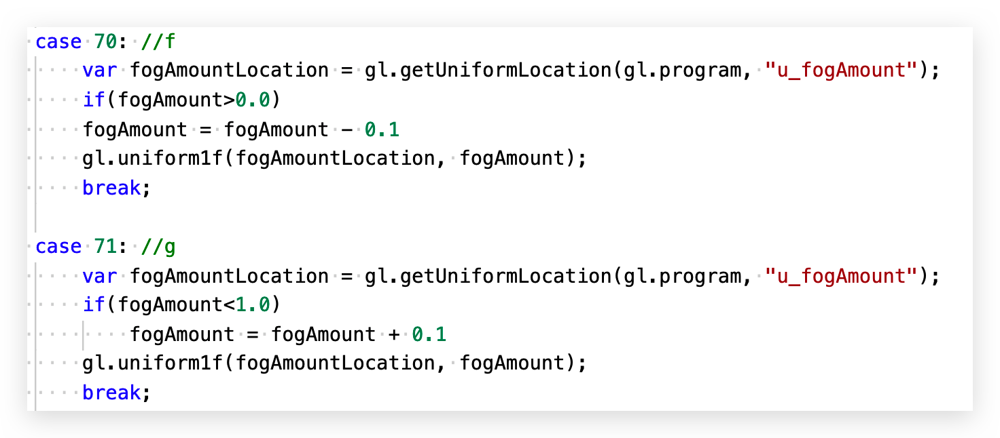 case 70: //f
var fogAmountLocation = gl.getUniformLocation(gl.program, "u_fogAmount");
if(fogAmount>0.0)
fogAmount = fogAmount - 0.1
gl.uniform1f(fogAmountLocation, fogAmount);
break;
case 71: //g
var fogAmountLocation = gl.getUniformLocation(gl.program, "u_fogAmount");
if(fogAmount<1.0)
fogAmount = fogAmount + 0.1
gl.uniform1f(fogAmountLocation, fogAmount);
break;